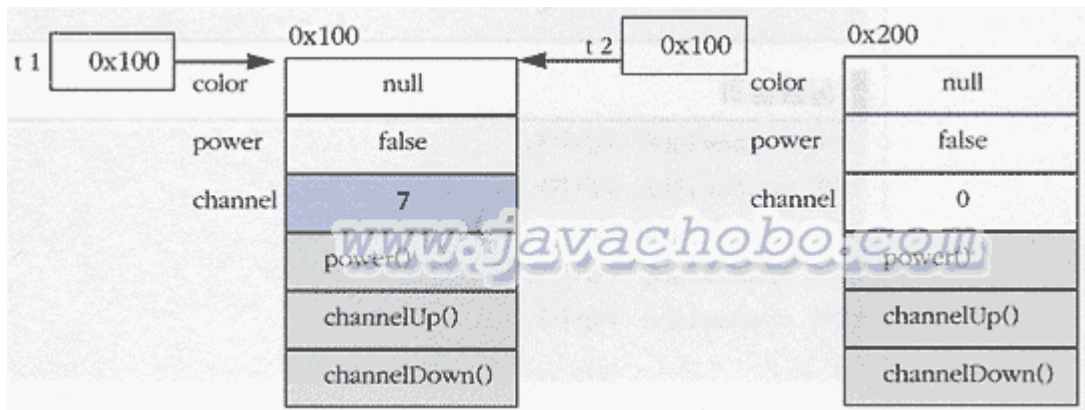 t 1
0x100
0x100
color
null
power
false
channel
7
power()
channelUp()
channelDown()
t 2
0x100
0x200
color
null
power
false
channel
0
power()
channelUp()
channelDown()
www.javachobo.com